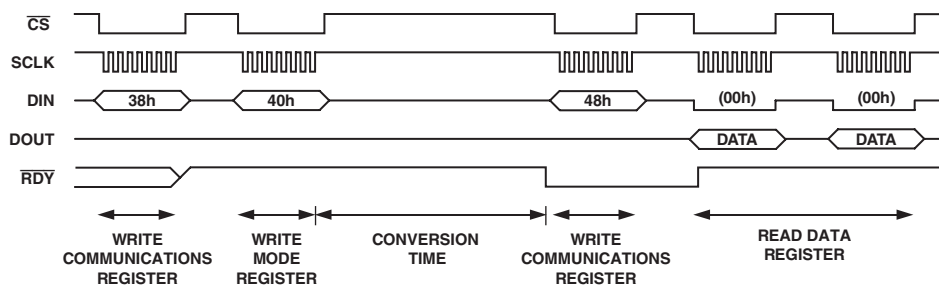 CS
SCLK
DIN
38h
40h
48h
(00h)
(00h)
DOUT
DATA
DATA
RDY
WRITE
COMMUNICATIONS
REGISTER
WRITE
MODE
REGISTER
CONVERSION
TIME
WRITE
COMMUNICATIONS
REGISTER
READ DATA
REGISTER